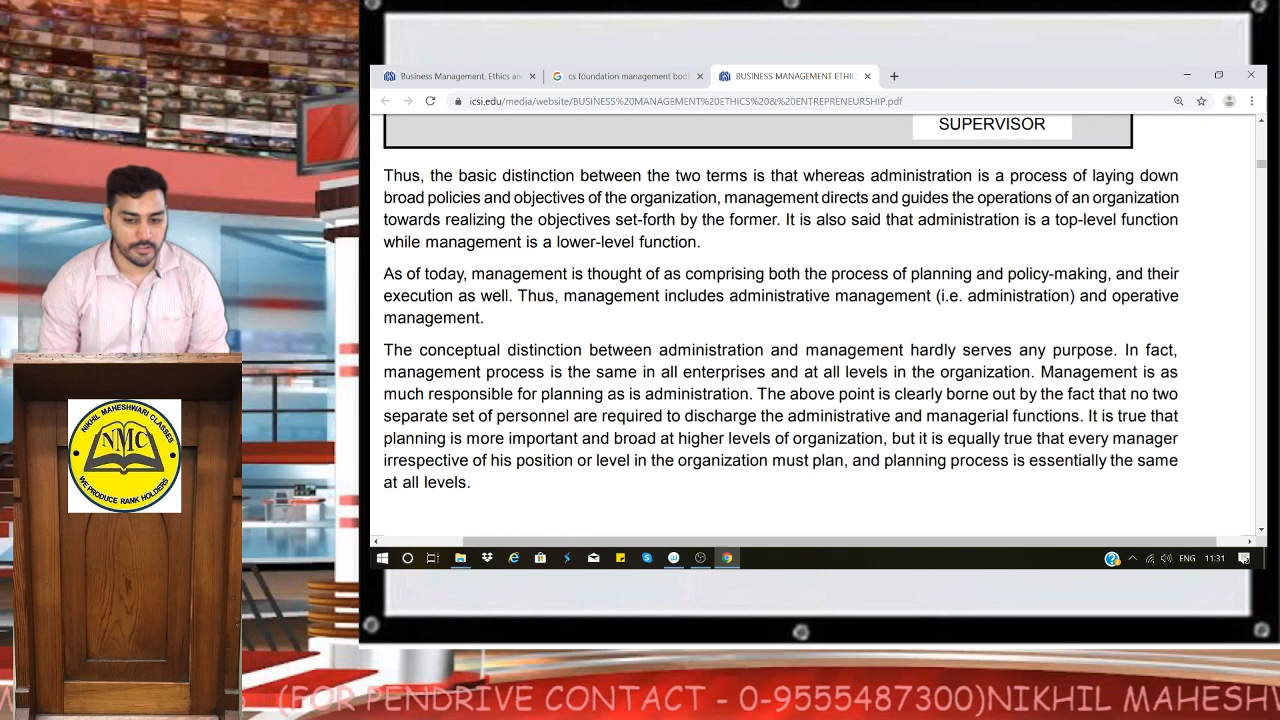 Business Management. Ethics an
cs foundation management book
BUSINESS MANAGEMENT ETHIC
icsi.edu/media/website/BUSINESS%20MANAGEMENT%20ETHICS%20&%20ENTREPRENEURSHIP.pdf
SUPERVISOR
Thus, the basic distinction between the two terms is that whereas administration is a process of laying down
broad policies and objectives of the organization, management directs and guides the operations of an organization
towards realizing the objectives set-forth by the former. It is also said that administration is a top-level function
while management is a lower-level function.
As of today, management is thought of as comprising both the process of planning and policy-making, and their
execution as well. Thus, management includes administrative management (i.e. administration) and operative
management.
The conceptual distinction between administration and management hardly serves any purpose. In fact,
management process is the same in all enterprises and at all levels in the organization. Management is as
much responsible for planning as is administration. The above point is clearly borne out by the fact that no two
separate set of personnel are required to discharge the administrative and managerial functions. It is true that
planning is more important and broad at higher levels of organization, but it is equally true that every manager
irrespective of his position or level in the organization must plan, and planning process is essentially the same
at all levels.
ENG 11:31
NIKHIL MAHESHWARI CLASSES
NMC
WE PRODUCE RANK HOLDERS
(FOR PENDRIVE CONTACT - 0-9555487300)NIKHIL MAHESHW